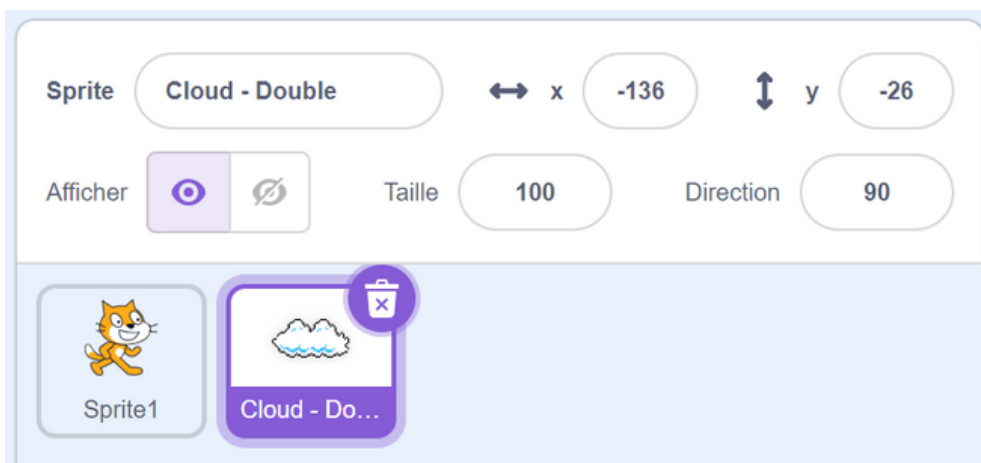 Sprite Cloud - Double x -136 y -26
Afficher Taille 100 Direction 90
Sprite1 Cloud - Do...